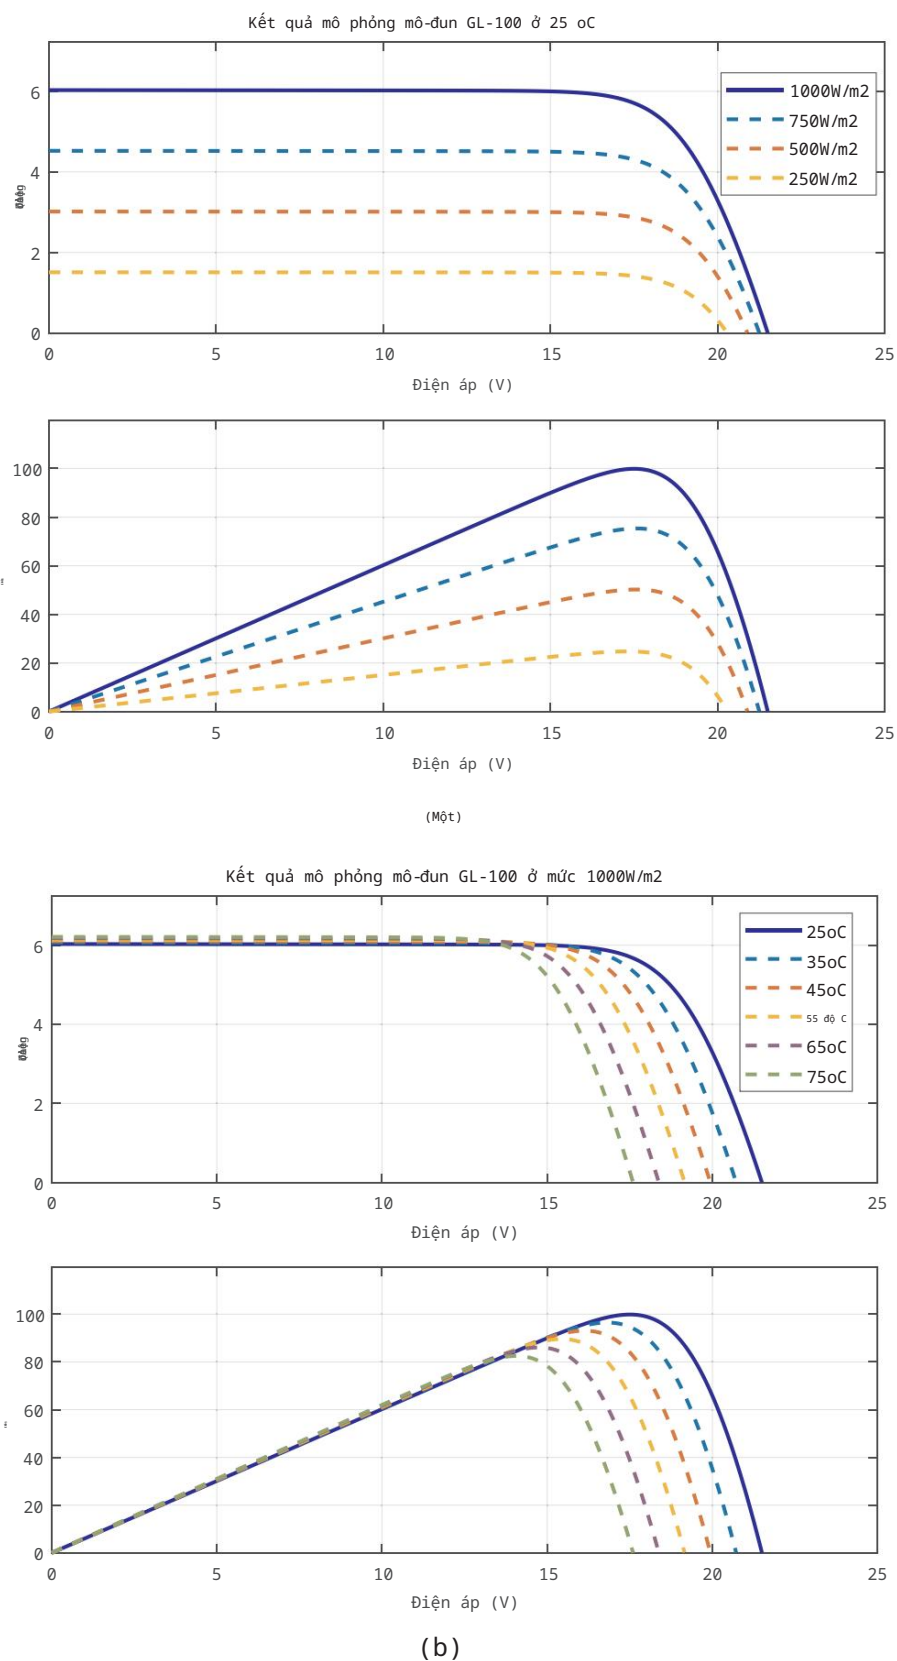 Kết quả mô phỏng mô-đun GL-100 ở 25 oC
6
4
2
0
1000W/m2
750W/m2
500W/m2
250W/m2
0 5 10 15 20 25
Điện áp (V)
100
80
60
40
20
0
0 5 10 15 20 25
Điện áp (V)
(Một)
Kết quả mô phỏng mô-đun GL-100 ở mức 1000W/m2
6
4
2
0
25oC
35oC
45oC
55 độ C
65oC
75oC
0 5 10 15 20 25
Điện áp (V)
100
80
60
40
20
0
0 5 10 15 20 25
Điện áp (V)
(b)